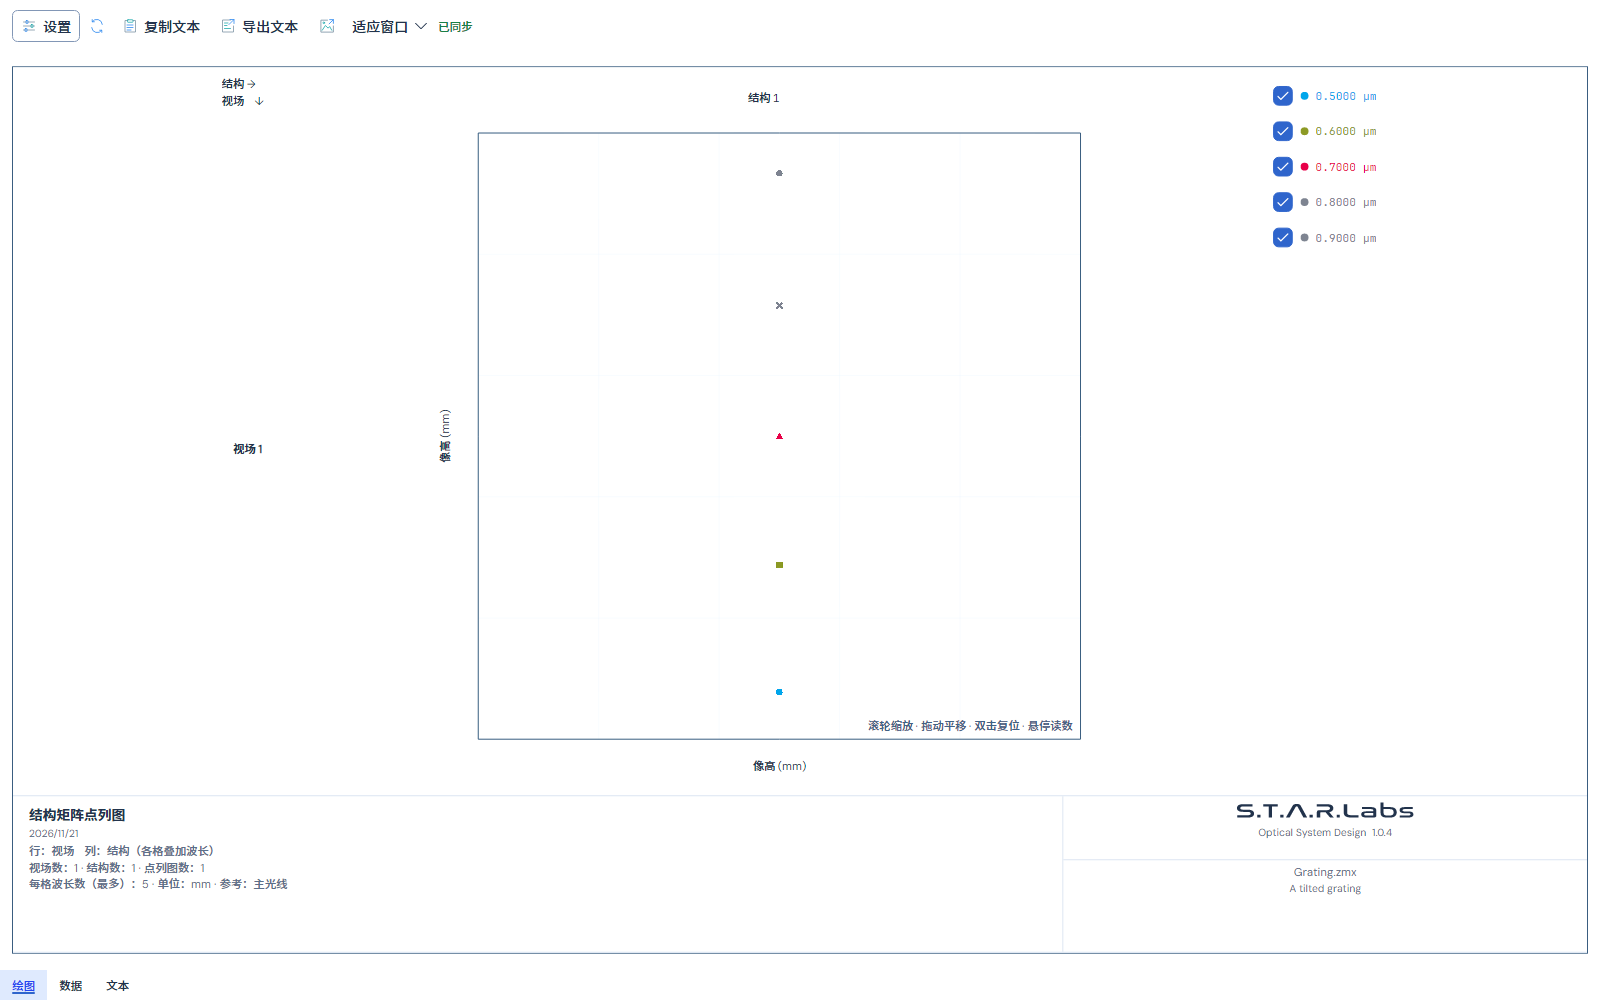 设置 复制文本 导出文本 适应窗口 已同步
结构→
视场 ↓
结构 1
0.5000 µm
0.6000 µm
0.7000 µm
0.8000 µm
0.9000 µm
视场 1
像高 (mm)
滚轮缩放 · 拖动平移 · 双击复位 · 悬停读数
像高 (mm)
结构矩阵点列图
2026/11/21
行：视场 列：结构（各格叠加波长）
视场数：1 · 结构数：1 · 点列图数：1
每格波长数（最多）：5 · 单位：mm · 参考：主光线
S.T.A.R.Labs
Optical System Design 1.0.4
Grating.zmx
A tilted grating
绘图 数据 文本